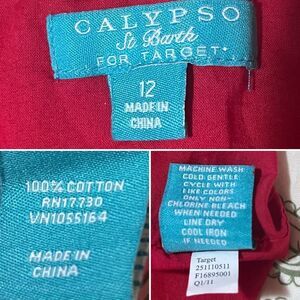 CALYPSO
St Barth
FOR TARGET
12
MADE IN
CHINA
100% COTTON
RN17730
VN1055164
MADE IN
CHINA
MACHINE WASH
COLD GENTLE
CYCLE WITH
LIKE COLORS
ONLY NON-
CHLORINE BLEACH
WHEN NEEDED
LINE DRY
COOL IRON
IF NEEDED
Target
251110511
F16895001
Q1/11